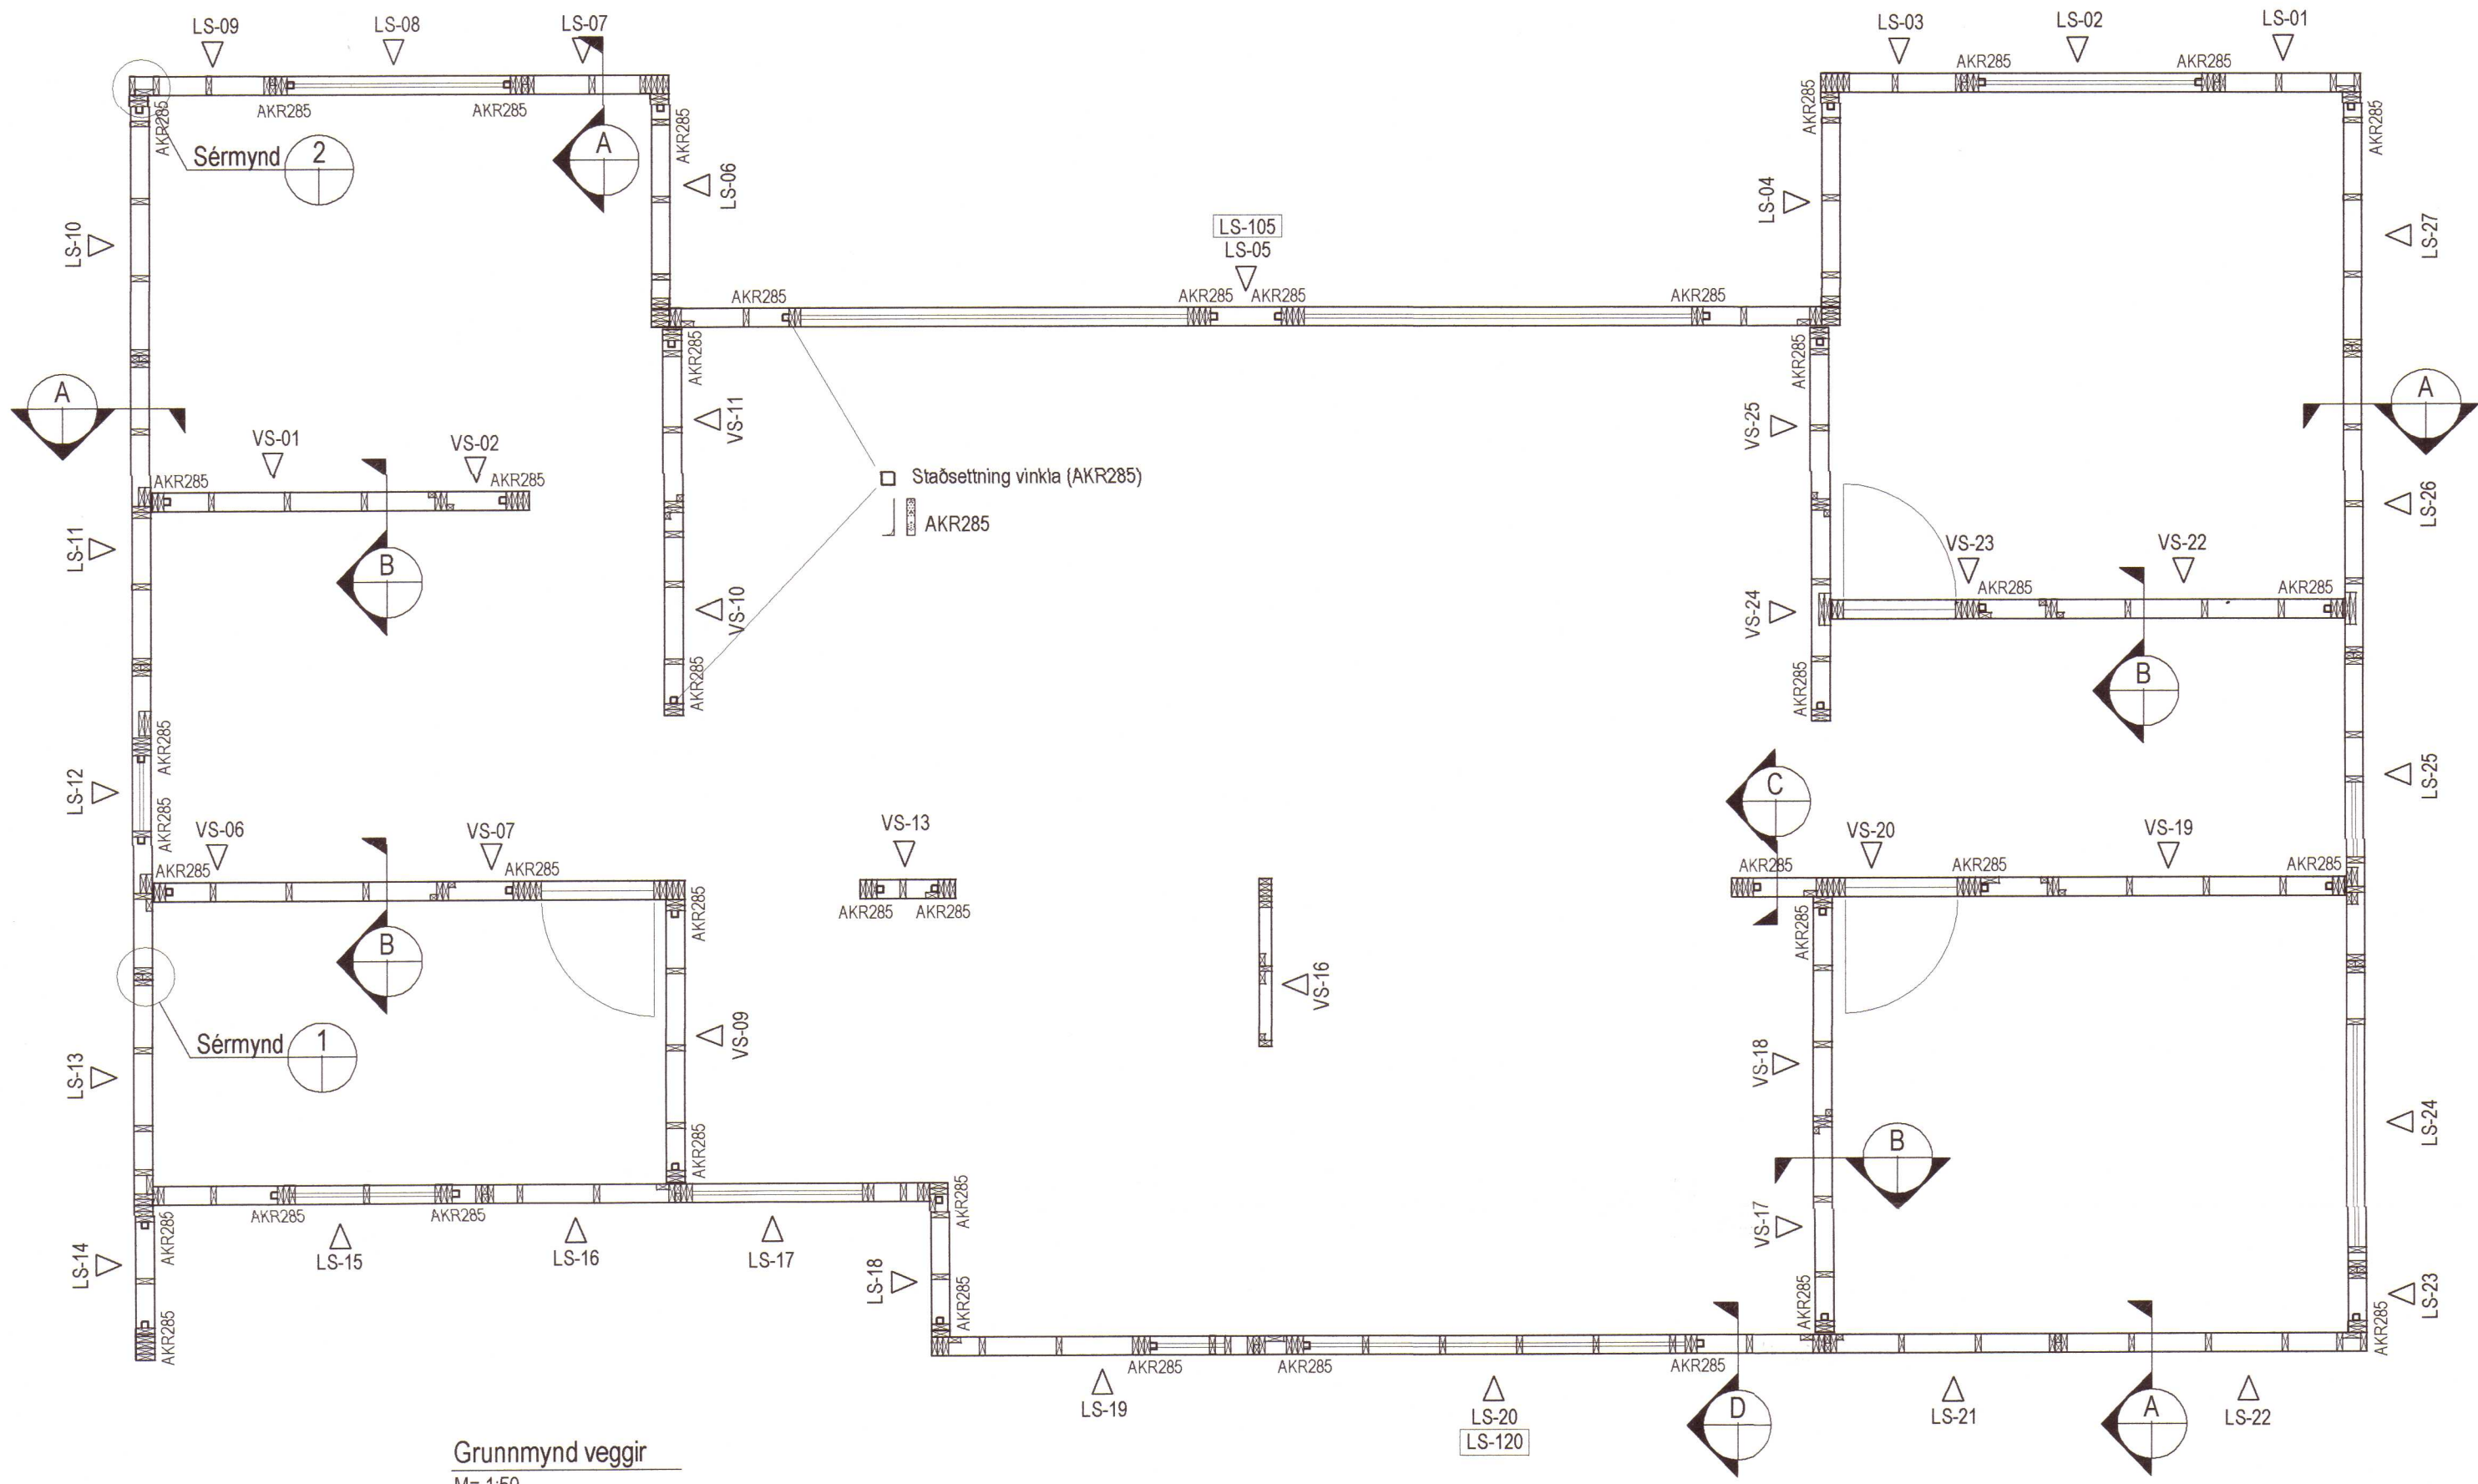 LS-09
LS-08
LS-07
LS-03
LS-02
LS-01
AKR285
AKR285
AKR285
AKR285
AKR285
AKR285
AKR285
AKR285
Sérmynd
2
A
LS-06
LS-04
LS-10
LS-27
LS-105
LS-05
AKR285
AKR285
AKR285
AKR285
AKR285
AKR285
A
A
VS-11
VS-25
VS-01
VS-02
AKR285
AKR285
Staðsettning vinkla (AKR285)
AKR285
LS-11
LS-26
B
VS-23
VS-22
AKR285
AKR285
VS-10
VS-24
AKR285
AKR285
B
AKR285
LS-12
AKR285
C
LS-25
VS-06
VS-07
VS-13
VS-20
VS-19
AKR285
AKR285
AKR285
AKR285
AKR285
AKR285
AKR285
AKR285
AKR285
B
VS-16
Sérmynd
1
LS-13
VS-09
VS-18
LS-24
B
AKR285
AKR285
AKR285
AKR285
AKR285
VS-17
LS-14
LS-15
LS-16
LS-17
LS-18
AKR285
AKR285
AKR285
LS-23
AKR285
AKR285
AKR285
AKR285
AKR285
LS-19
LS-20
LS-120
D
LS-21
A
LS-22
Grunnmynd veggir
M= 1:50